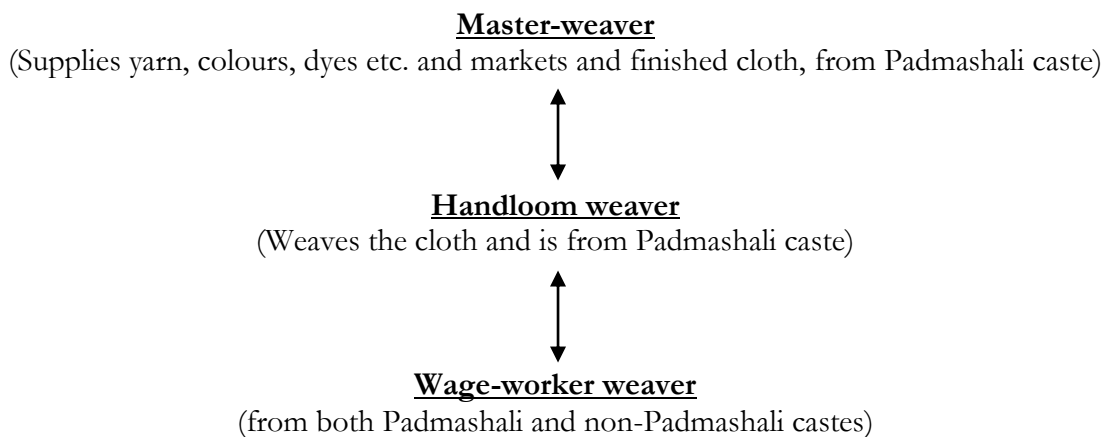 Master-weaver
(Supplies yarn, colours, dyes etc. and markets and finished cloth, from Padmashali caste)
Handloom weaver
(Weaves the cloth and is from Padmashali caste)
Wage-worker weaver
(from both Padmashali and non-Padmashali castes)